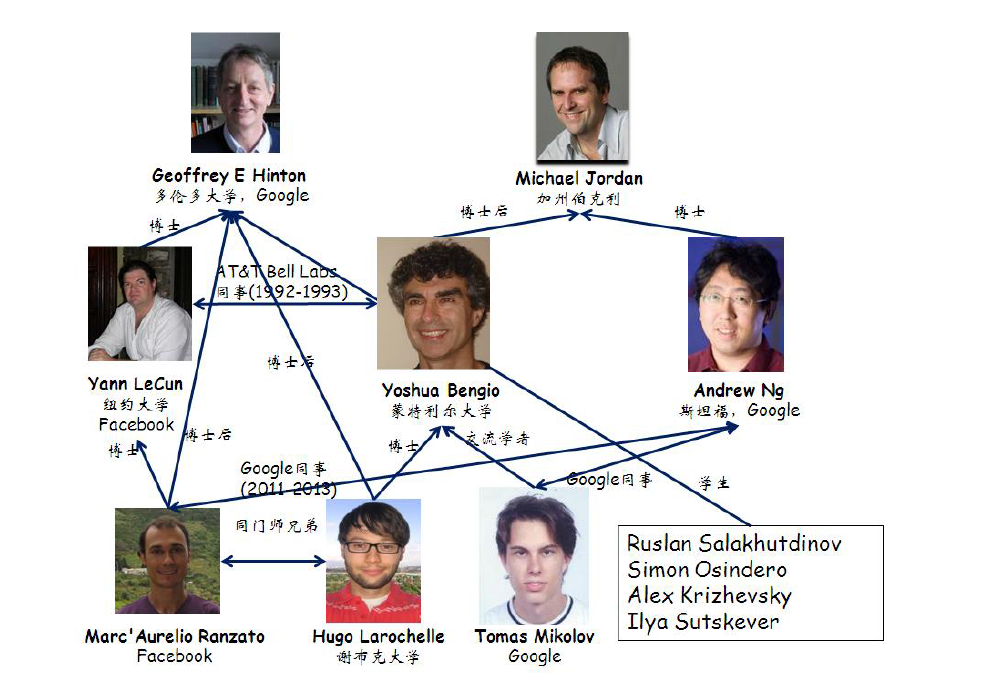 Geoffrey E Hinton
多伦多大学，Google
Michael Jordan
加州伯克利
博士
博士后
博士
AT&T Bell Labs
同事(1992-1993)
博士后
Yann LeCun
纽约大学
Facebook
Yoshua Bengio
蒙特利尔大学
Andrew Ng
斯坦福，Google
博士
博士后
博士
交流学者
Google同事
(2011-2013)
Google同事
学生
同门师兄弟
Ruslan Salakhutdinov
Simon Osindero
Alex Krizhevsky
Ilya Sutskever
Marc'Aurelio Ranzato
Facebook
Hugo Larochelle
谢布克大学
Tomas Mikolov
Google